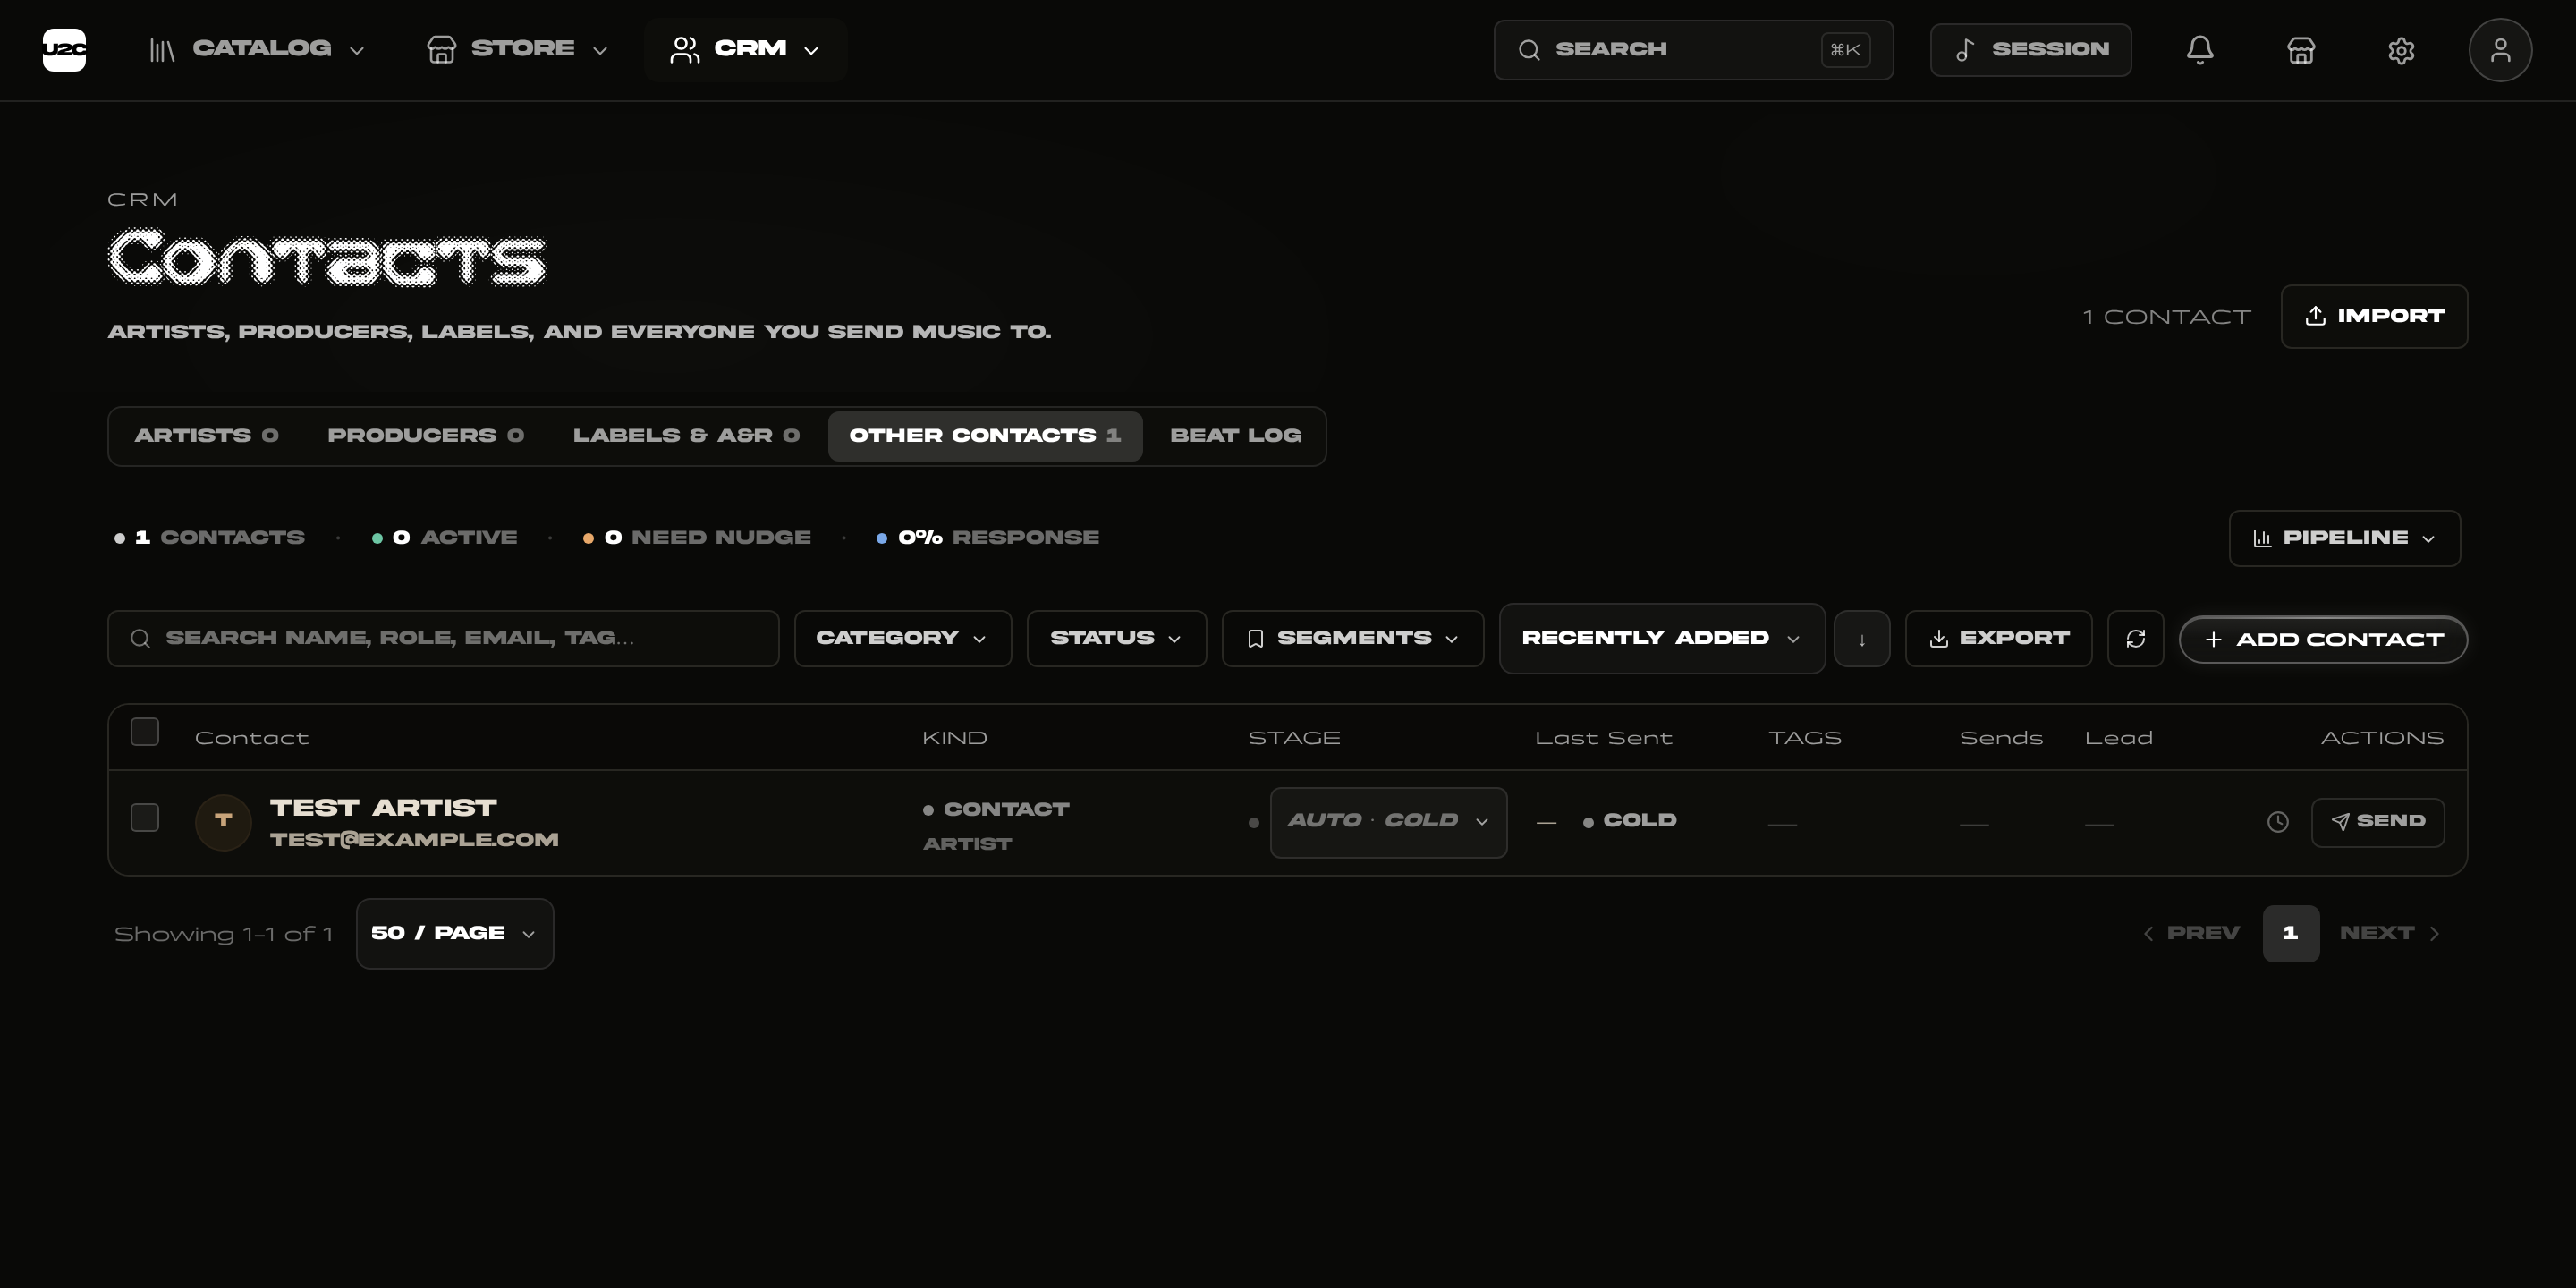 U2C CATALOG STORE CRM SEARCH ⌘K SESSION
CRM
Contacts
ARTISTS, PRODUCERS, LABELS, AND EVERYONE YOU SEND MUSIC TO.
1 CONTACT IMPORT
ARTISTS 0 PRODUCERS 0 LABELS & A&R 0 OTHER CONTACTS 1 BEAT LOG
1 CONTACTS · 0 ACTIVE · 0 NEED NUDGE · 0% RESPONSE PIPELINE
SEARCH NAME, ROLE, EMAIL, TAG... CATEGORY STATUS SEGMENTS RECENTLY ADDED ↓ EXPORT + ADD CONTACT
Contact KIND STAGE Last Sent TAGS Sends Lead ACTIONS
T TEST ARTIST CONTACT AUTO · COLD — COLD — — — SEND
TEST@EXAMPLE.COM ARTIST
Showing 1-1 of 1 50 / PAGE PREV 1 NEXT